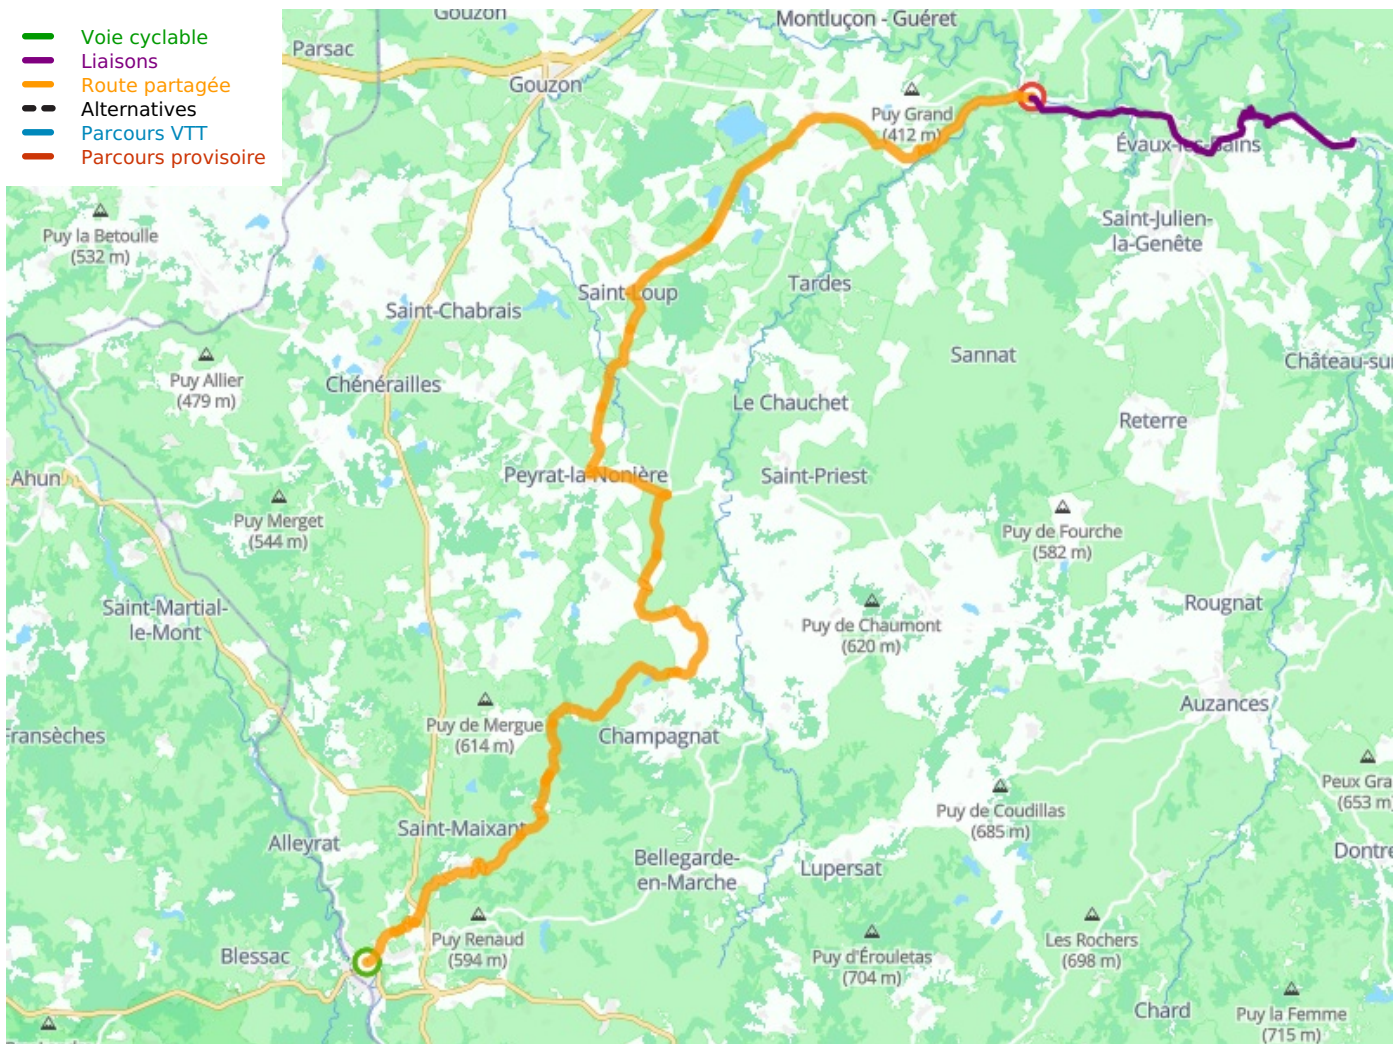 Voie cyclable
Liaisons
Route partagée
Alternatives
Parcours VTT
Parcours provisoire
Gouzon
Montluçon - Guéret
Parsac
Gouzon
Puy Grand
(412 m)
Évaux-les-Bains
Puy la Betoulle
(532 m)
Saint-Julien-
la-Genête
Saint-Loup
Tardes
Saint-Chabrais
Sannat
Château-sur
Puy Allier
(479 m)
Chénérailles
Le Chauchet
Reterre
Ahun
Peyrat-la-Nonière
Saint-Priest
Puy Merget
(544 m)
Puy de Fourche
(582 m)
Saint-Martial-
le-Mont
Rougnat
Puy de Chaumont
(620 m)
Auzances
Puy de Mergue
(614 m)
Fransèches
Champagnat
Peux Gra
(653 m
Puy de Coudillas
(685 m)
Saint-Maixant
Alleyrat
Dontre
Bellegarde-
en-Marche
Lupersat
Puy Renaud
(594 m)
Blessac
Puy d'Érouletas
(704 m)
Les Rochers
(698 m)
Chard
Puy la Femme
(715 m)